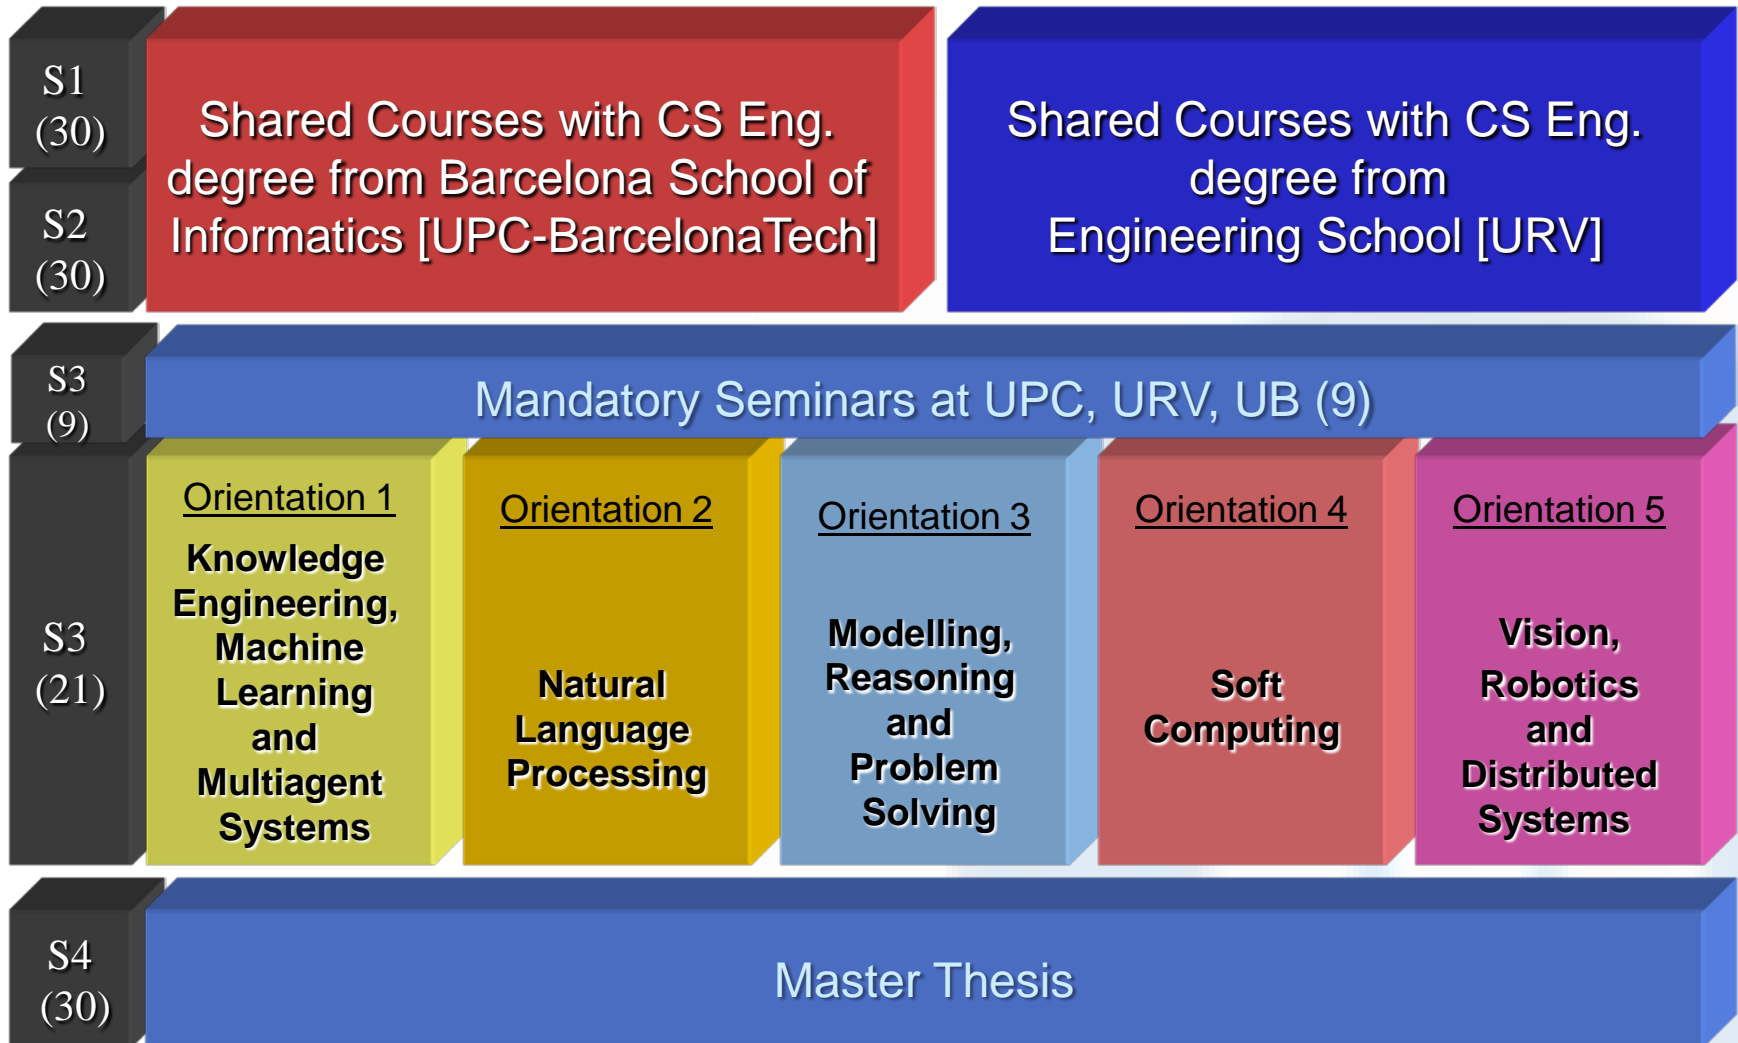 S1
(30)
S2
(30)
Shared Courses with CS Eng.
degree from Barcelona School of
Informatics [UPC-BarcelonaTech]
Shared Courses with CS Eng.
degree from
Engineering School [URV]
S3
(9)
Mandatory Seminars at UPC, URV, UB (9)
S3
(21)
Orientation 1
Knowledge
Engineering,
Machine
Learning
and
Multiagent
Systems
Orientation 2
Natural
Language
Processing
Orientation 3
Modelling,
Reasoning
and
Problem
Solving
Orientation 4
Soft
Computing
Orientation 5
Vision,
Robotics
and
Distributed
Systems
S4
(30)
Master Thesis